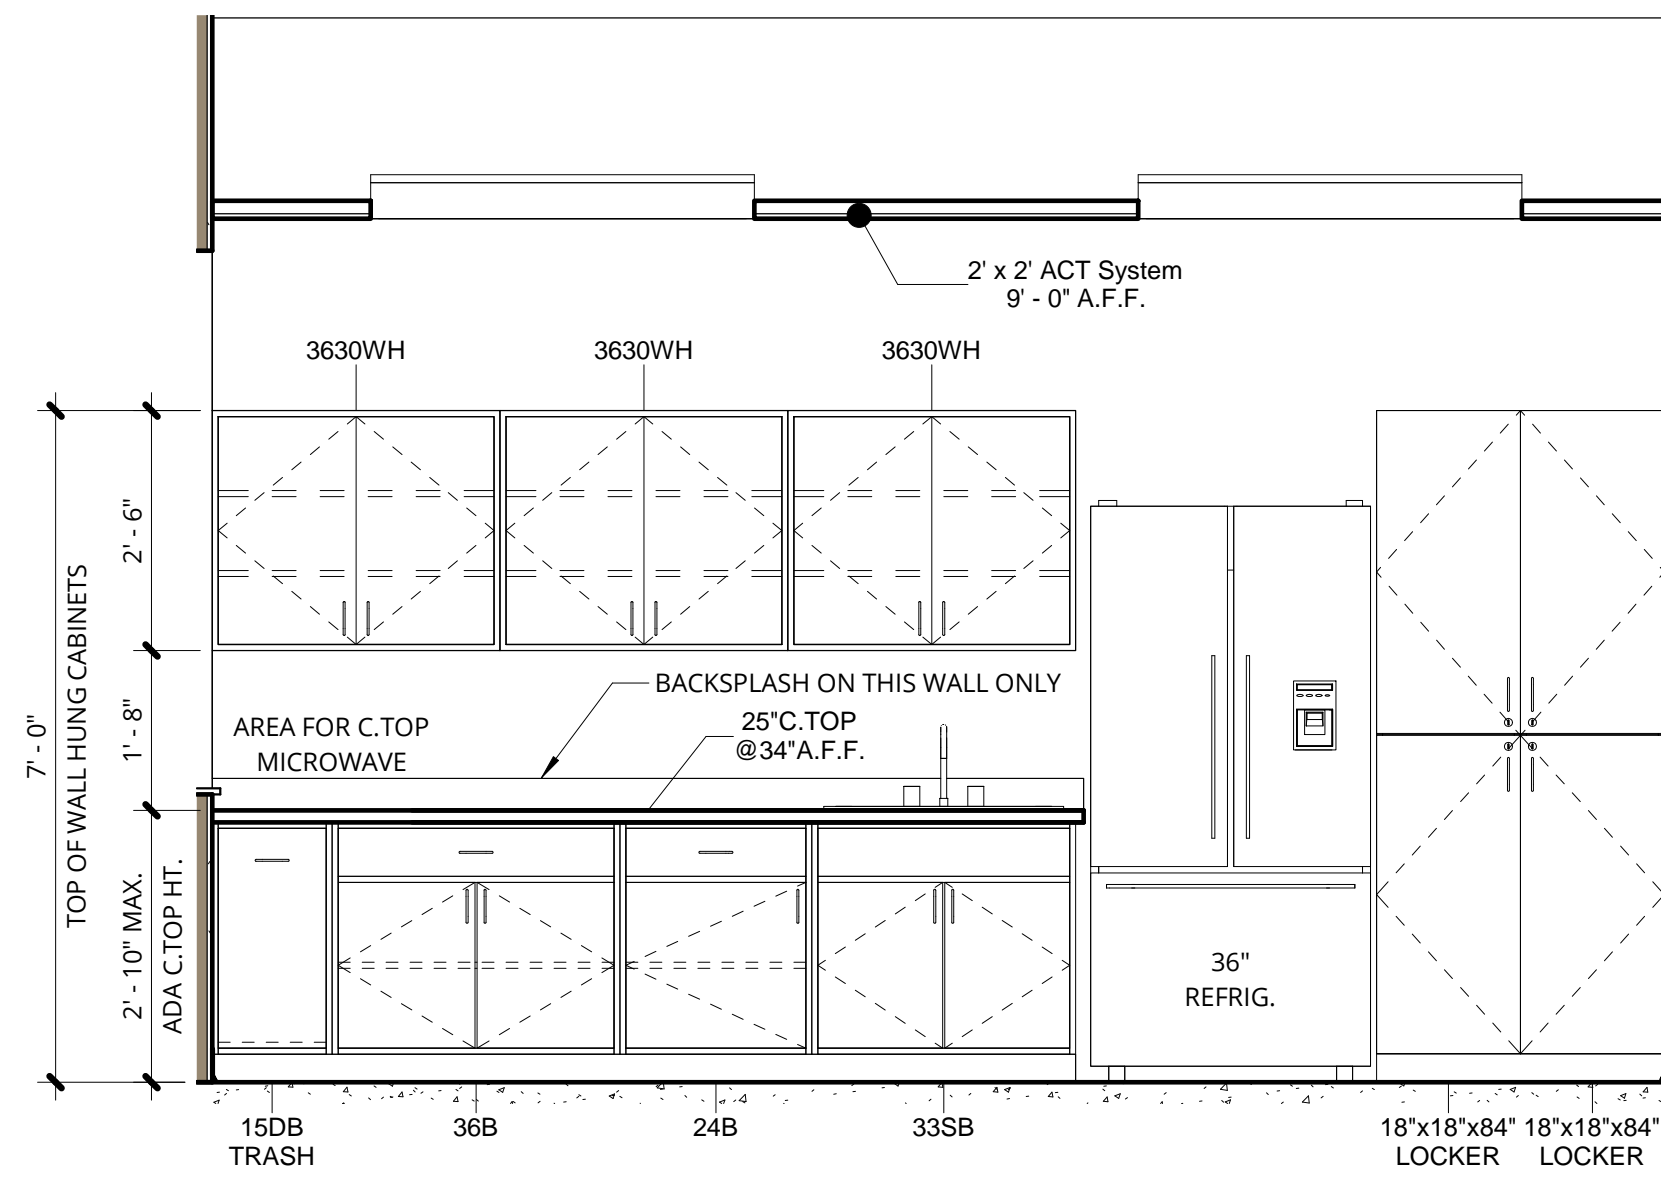 2' x 2' ACT System
9' - 0" A.F.F.
3630WH
3630WH
3630WH
7' - 0"
TOP OF WALL HUNG CABINETS
2' - 6"
1' - 8"
2' - 10" MAX.
ADA C.TOP HT.
BACKSPLASH ON THIS WALL ONLY
AREA FOR C.TOP
MICROWAVE
25"C.TOP
@34"A.F.F.
36"
REFRIG.
15DB
TRASH
36B
24B
33SB
18"x18"x84"
LOCKER
18"x18"x84"
LOCKER